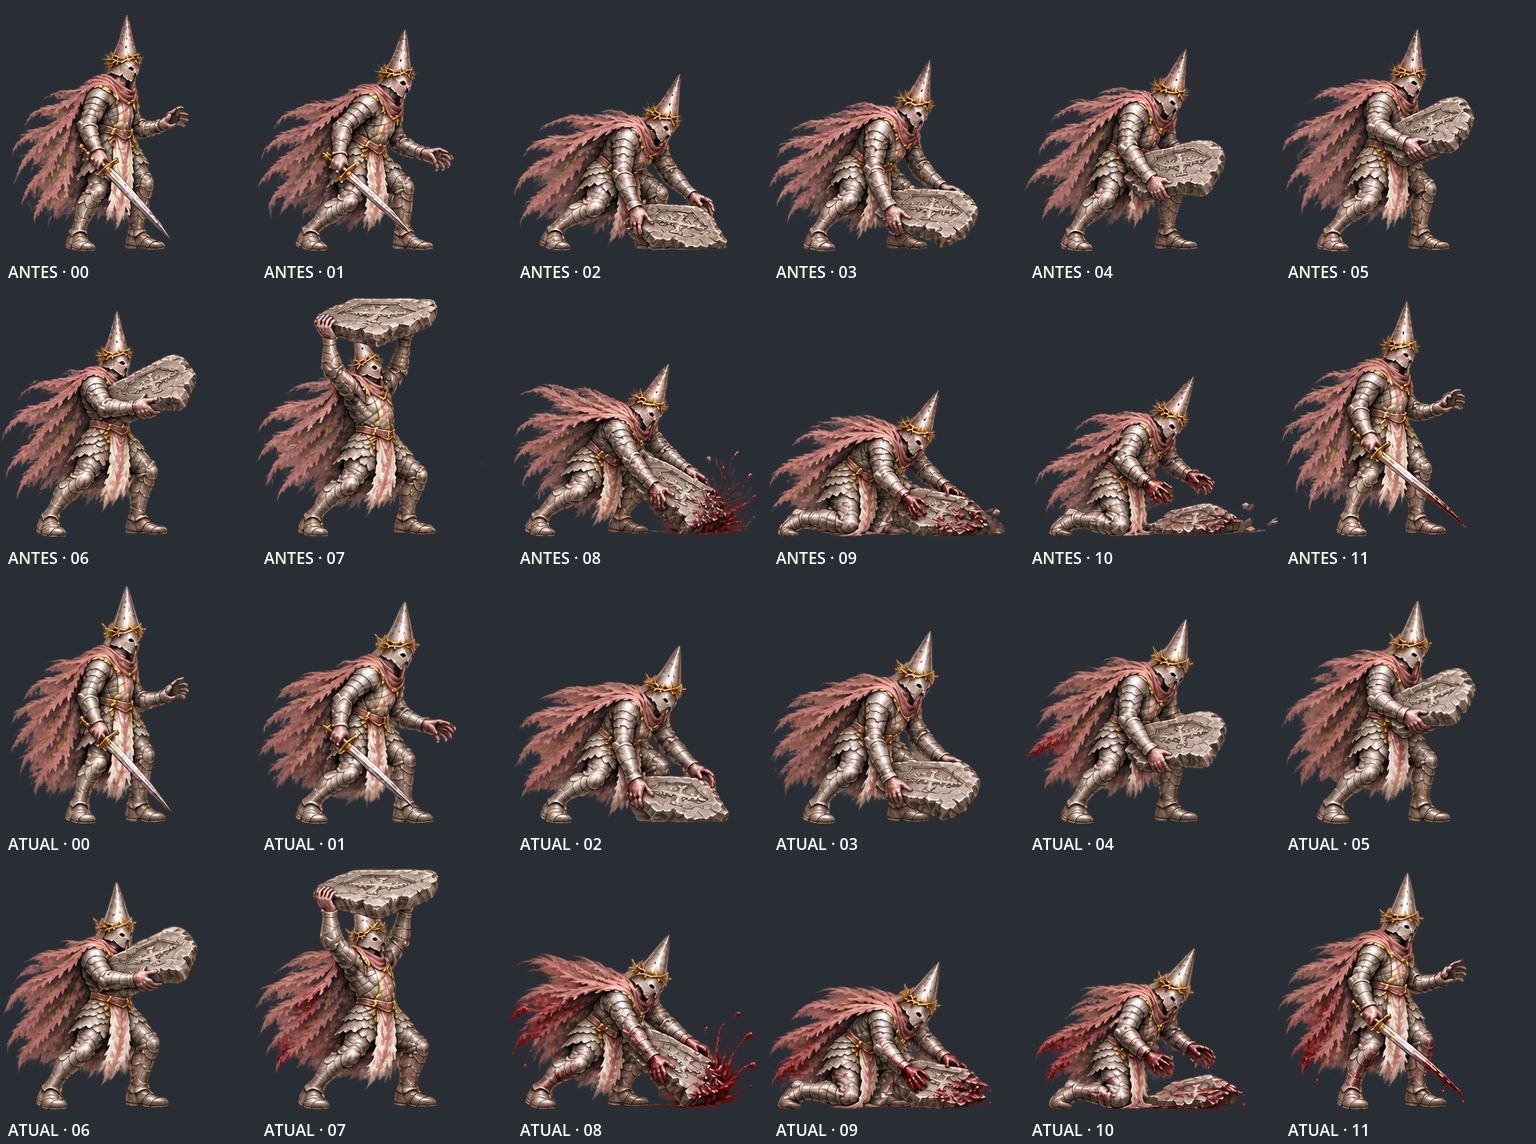 ANTES · 00
ANTES · 01
ANTES · 02
ANTES · 03
ANTES · 04
ANTES · 05
ANTES · 06
ANTES · 07
ANTES · 08
ANTES · 09
ANTES · 10
ANTES · 11
ATUAL · 00
ATUAL · 01
ATUAL · 02
ATUAL · 03
ATUAL · 04
ATUAL · 05
ATUAL · 06
ATUAL · 07
ATUAL · 08
ATUAL · 09
ATUAL · 10
ATUAL · 11